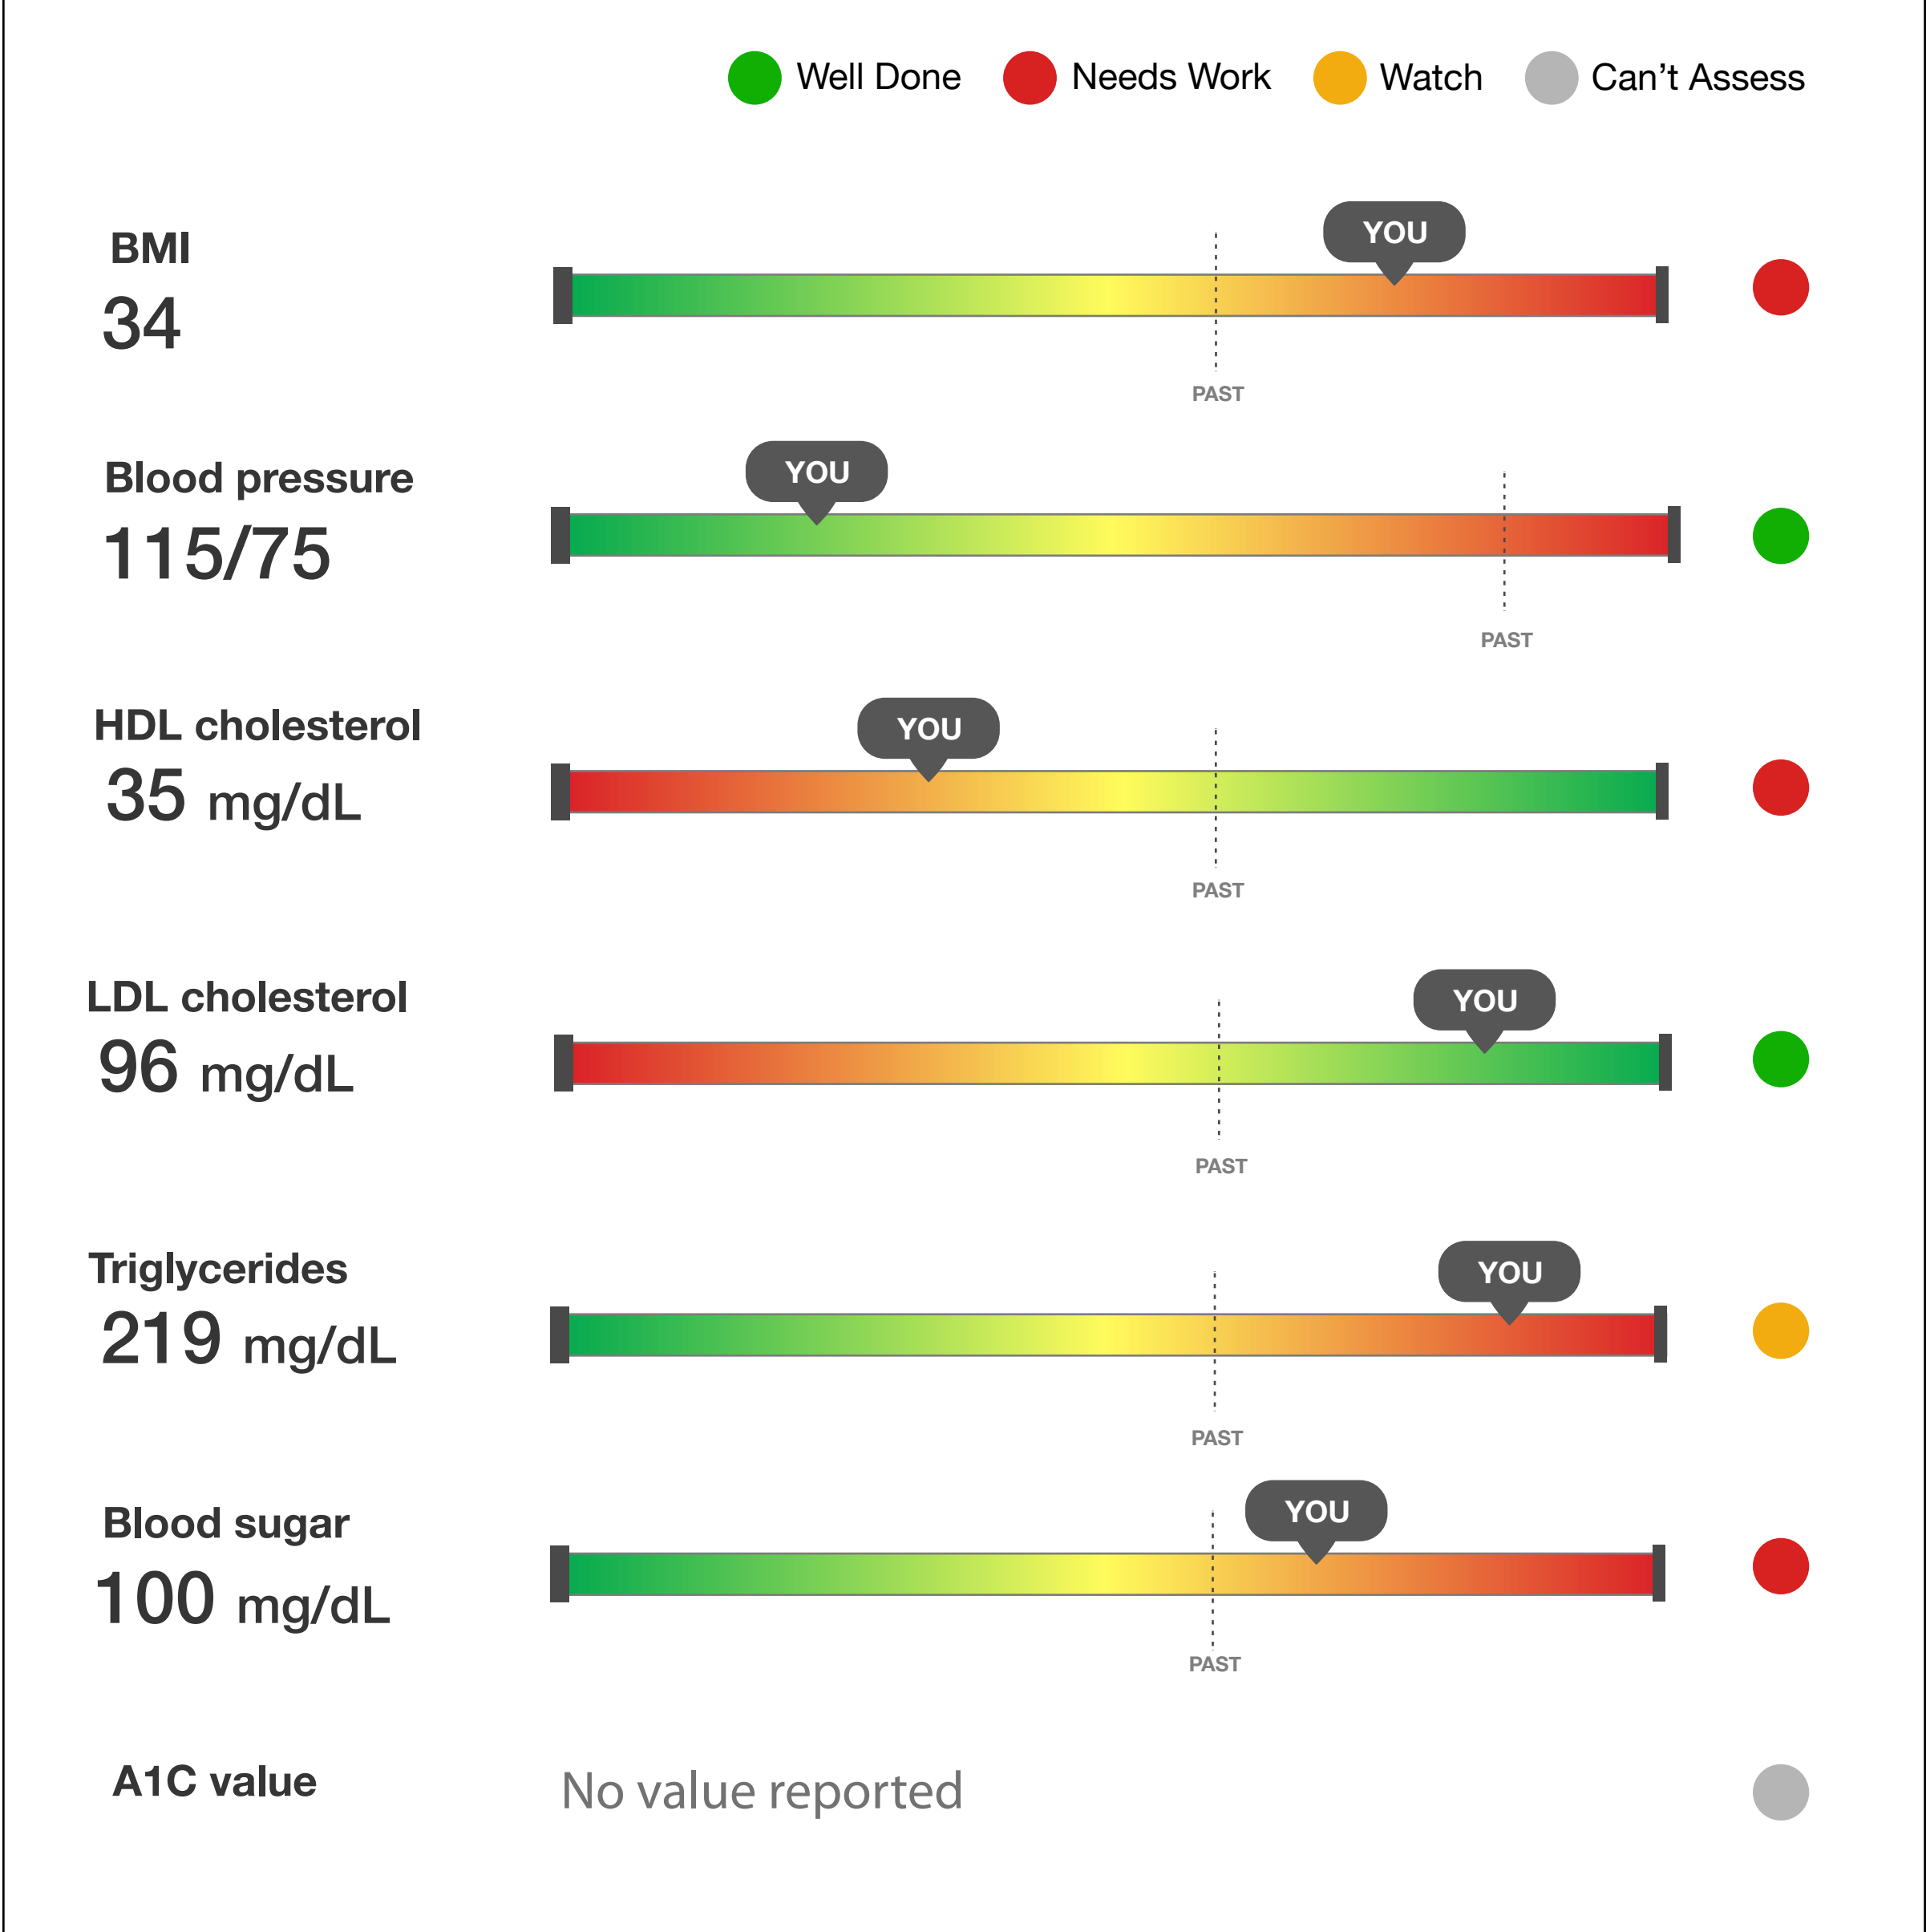 Well Done Needs Work Watch Can't Assess
BMI
34
YOU
PAST
Blood pressure
115/75
YOU
PAST
HDL cholesterol
35 mg/dL
YOU
PAST
LDL cholesterol
96 mg/dL
YOU
PAST
Triglycerides
219 mg/dL
YOU
PAST
Blood sugar
100 mg/dL
YOU
PAST
A1C value
No value reported